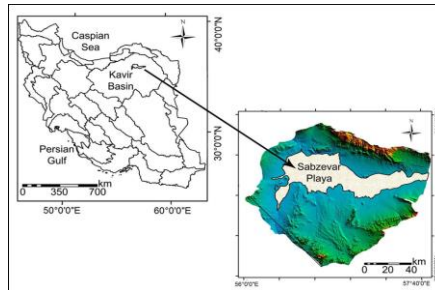 Caspian
Sea
Kavir
Basin
Persian
Gulf
0 350 700
km
50°0'0"E
60°0'0"E
40°0'0"N
30°0'0"N
Sabzevar
Playa
0 20 40
km
56°0'0"E
57°40'0"E